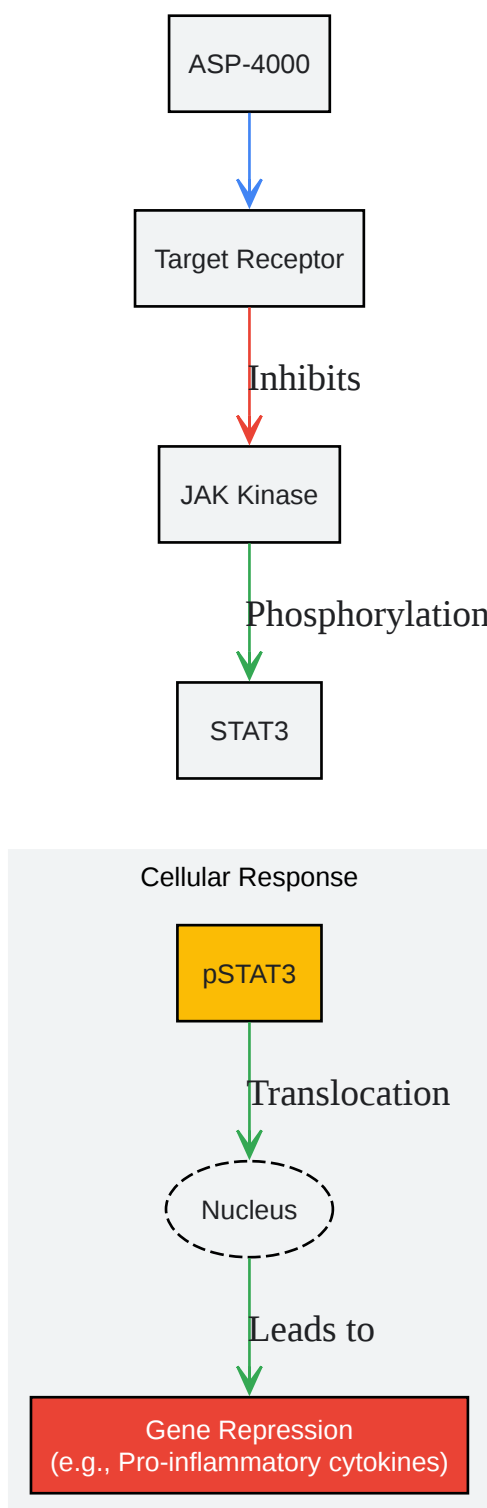 ASP-4000
Target Receptor
Inhibits
JAK Kinase
Phosphorylation
STAT3
Cellular Response
pSTAT3
Translocation
Nucleus
Leads to
Gene Repression
(e.g., Pro-inflammatory cytokines)